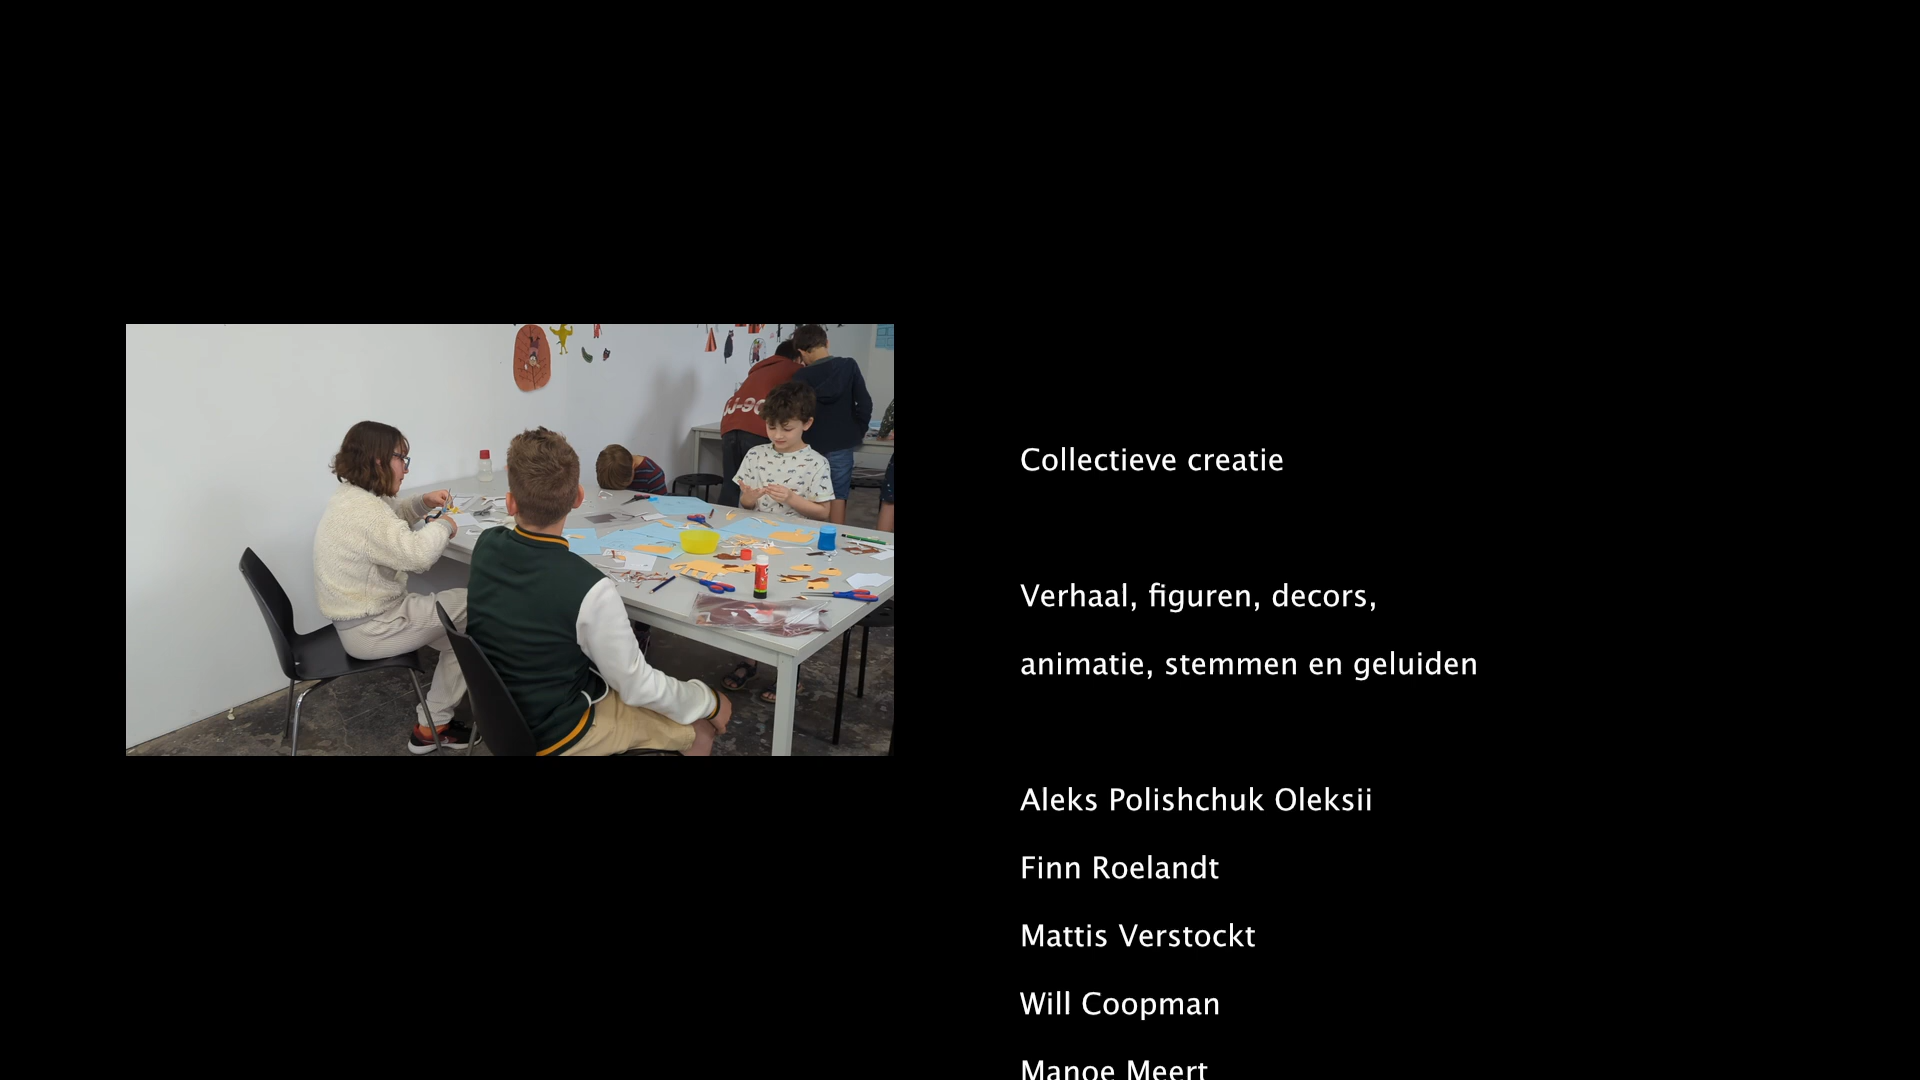 Collectieve creatie
Verhaal, figuren, decors,
animatie, stemmen en geluiden
Aleks Polishchuk Oleksii
Finn Roelandt
Mattis Verstockt
Will Coopman
Manoe Meert